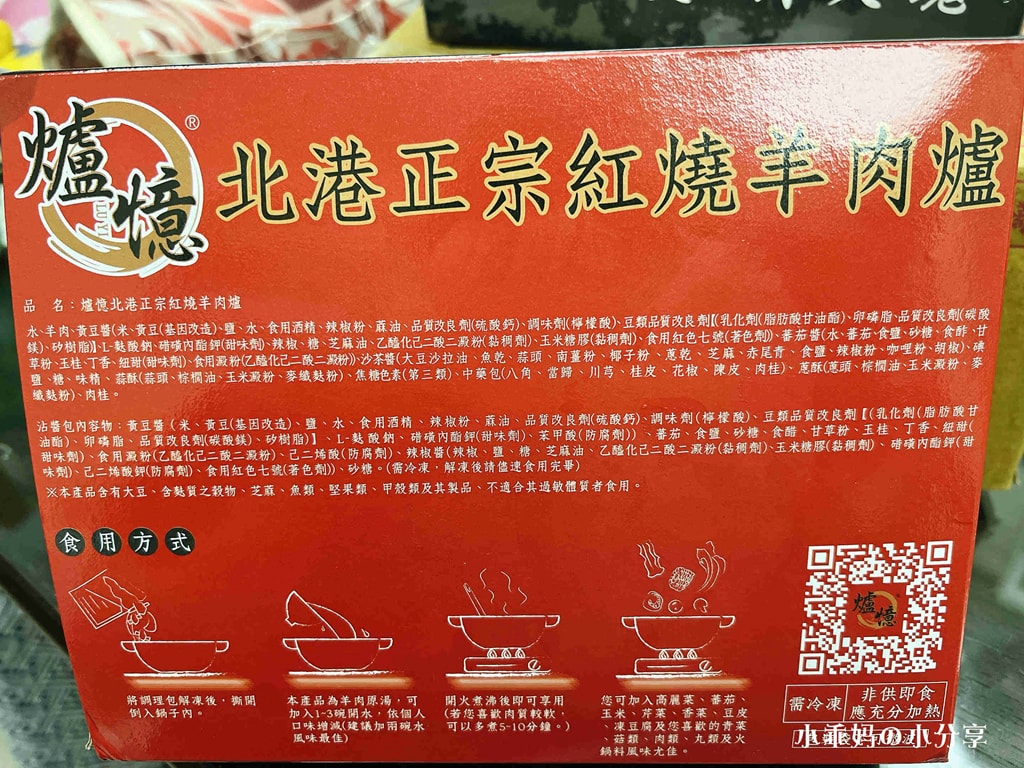 爐憶®
LU YI
北港正宗紅燒羊肉爐
品 名：爐憶北港正宗紅燒羊肉爐
水、羊肉、黃豆醬(米、黃豆(基因改造)、鹽、水、食用酒精、辣椒粉、蔴油、品質改良劑(硫酸鈣)、調味劑(檸檬酸)、豆類品質改良劑【(乳化劑(脂肪酸甘油酯)、卵磷脂、品質改良劑(碳酸
鎂)、矽樹脂)】、L-麩酸鈉、醋磺內酯鉀(甜味劑)、辣椒、糖、芝麻油、乙醯化己二酸二澱粉(黏稠劑)、玉米糖膠(黏稠劑)、食用紅色七號(著色劑))、番茄醬(水、番茄、食鹽、砂糖、食醋、甘
草粉、玉桂、丁香、紐甜(甜味劑)、食用澱粉(乙醯化己二酸二澱粉))、沙茶醬(大豆沙拉油、魚乾、蒜頭、南薑粉、椰子粉、蔥乾、芝麻、赤尾青、食鹽、辣椒粉、咖哩粉、胡椒)、碘
鹽、糖、味精、蒜酥(蒜頭、棕櫚油、玉米澱粉、麥纖麩粉)、焦糖色素(第三類)、中藥包(八角、當歸、川芎、桂皮、花椒、陳皮、肉桂)、蔥酥(蔥頭、棕櫚油、玉米澱粉、麥
纖麩粉)、肉桂。
沾醬包內容物：黃豆醬（米、黃豆(基因改造)、鹽、水、食用酒精、辣椒粉、蔴油、品質改良劑(硫酸鈣)、調味劑(檸檬酸)、豆類品質改良劑【(乳化劑(脂肪酸甘
油酯)、卵磷脂、品質改良劑(碳酸鎂)、矽樹脂)】、L-麩酸鈉、醋磺內酯鉀(甜味劑)、苯甲酸(防腐劑))、番茄、食鹽、砂糖、食醋、甘草粉、玉桂、丁香、紐甜(
甜味劑)、食用澱粉(乙醯化己二酸二澱粉)、己二烯酸(防腐劑)、辣椒醬(辣椒、鹽、糖、芝麻油、乙醯化己二酸二澱粉(黏稠劑)、玉米糖膠(黏稠劑)、醋磺內酯鉀(甜
味劑)、己二烯酸鉀(防腐劑)、食用紅色七號(著色劑))、砂糖。(需冷凍，解凍後請儘速食用完畢)
※本產品含有大豆、含麩質之穀物、芝蔴、魚類、堅果類、甲殼類及其製品、不適合其過敏體質者食用。
食用方式
將調理包解凍後，撕開
倒入鍋子內。
本產品為羊肉原湯，可
加入1-3碗開水，依個人
口味增減(建議加兩碗水
風味最佳)
開火煮沸後即可享用
(若您喜歡肉質較軟，
可以多煮5-10分鐘。)
您可加入高麗菜、番茄
、玉米、芹菜、香菜、豆皮
、凍豆腐及您喜歡的青菜
、菇類、肉類、丸類及火
鍋料風味尤佳。
爐憶
需冷凍
非供即食
應充分加熱
小乖媽の小分享